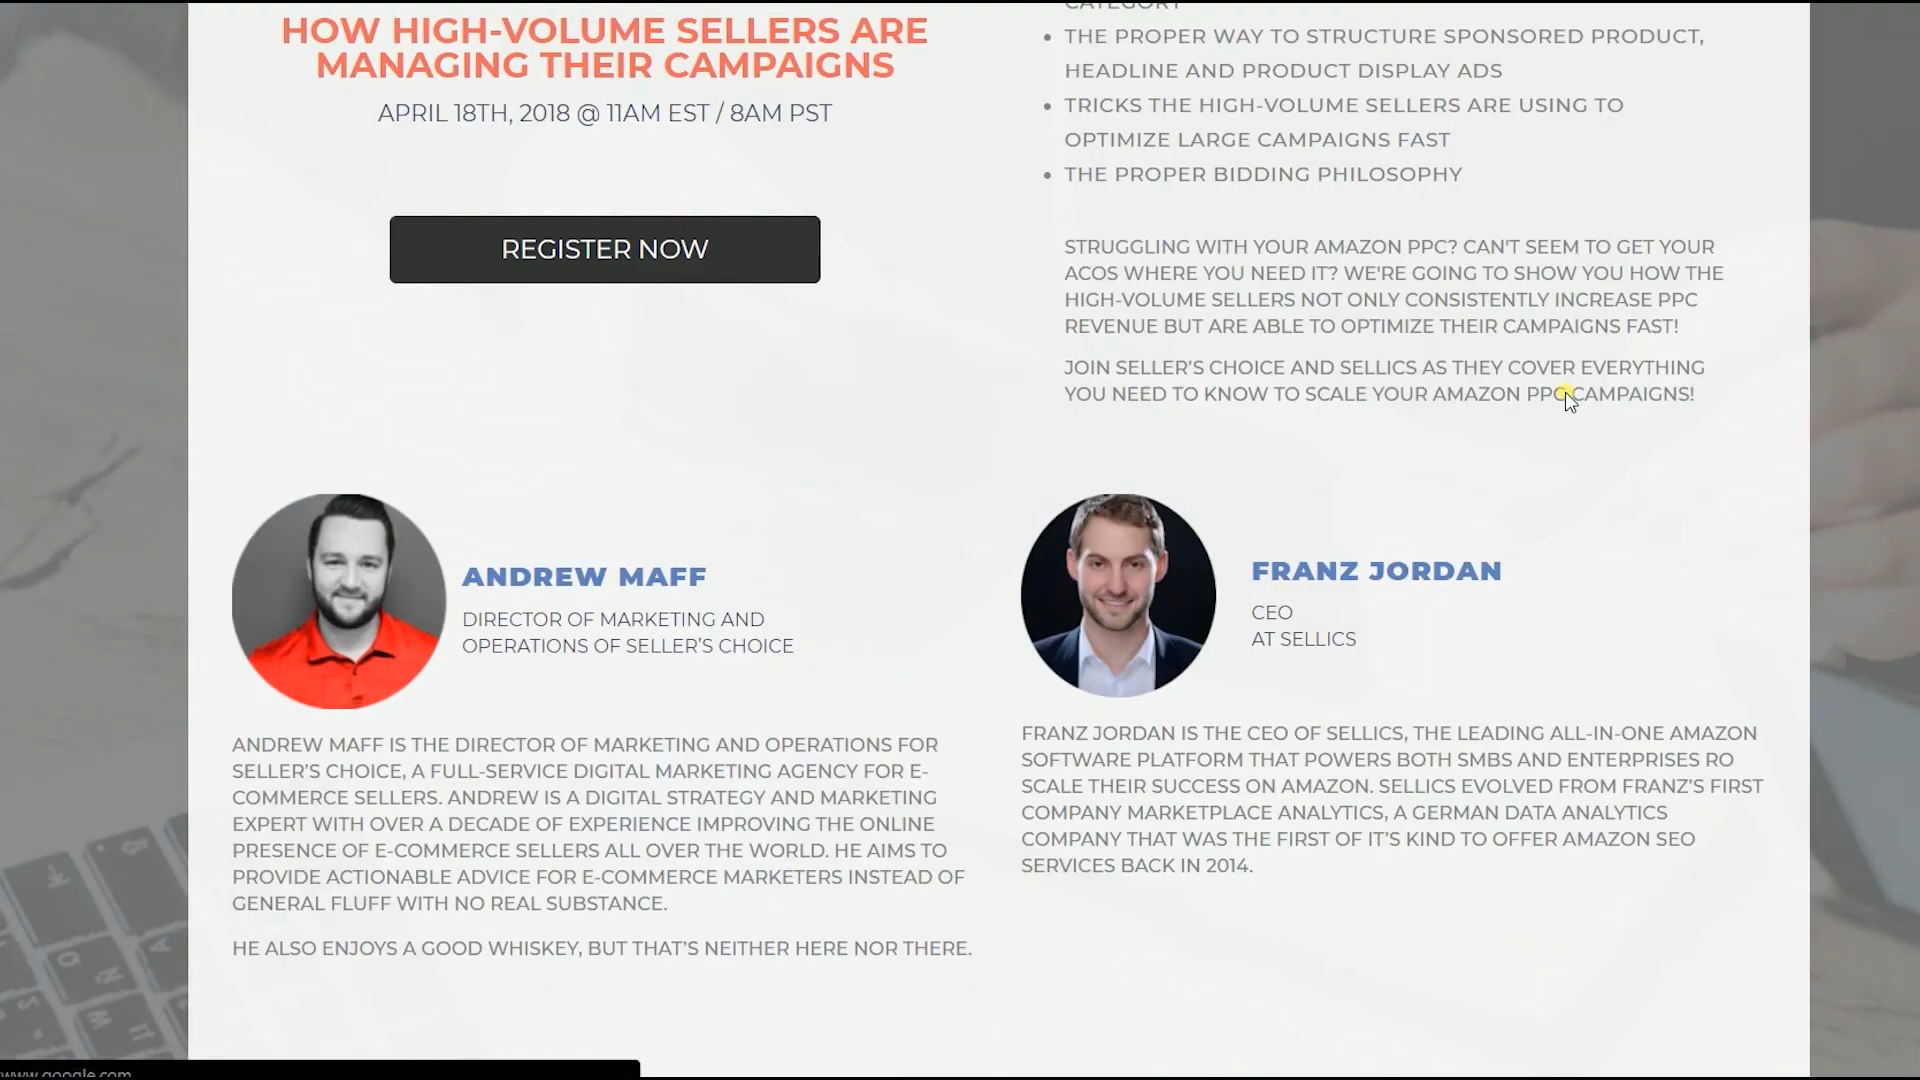 HOW HIGH-VOLUME SELLERS ARE
MANAGING THEIR CAMPAIGNS
APRIL 18TH, 2018 @ 11AM EST / 8AM PST
REGISTER NOW
CATEGORY
• THE PROPER WAY TO STRUCTURE SPONSORED PRODUCT,
HEADLINE AND PRODUCT DISPLAY ADS
• TRICKS THE HIGH-VOLUME SELLERS ARE USING TO
OPTIMIZE LARGE CAMPAIGNS FAST
• THE PROPER BIDDING PHILOSOPHY
STRUGGLING WITH YOUR AMAZON PPC? CAN'T SEEM TO GET YOUR
ACOS WHERE YOU NEED IT? WE'RE GOING TO SHOW YOU HOW THE
HIGH-VOLUME SELLERS NOT ONLY CONSISTENTLY INCREASE PPC
REVENUE BUT ARE ABLE TO OPTIMIZE THEIR CAMPAIGNS FAST!
JOIN SELLER'S CHOICE AND SELLICS AS THEY COVER EVERYTHING
YOU NEED TO KNOW TO SCALE YOUR AMAZON PPC CAMPAIGNS!
ANDREW MAFF
DIRECTOR OF MARKETING AND
OPERATIONS OF SELLER'S CHOICE
ANDREW MAFF IS THE DIRECTOR OF MARKETING AND OPERATIONS FOR
SELLER'S CHOICE, A FULL-SERVICE DIGITAL MARKETING AGENCY FOR E-
COMMERCE SELLERS. ANDREW IS A DIGITAL STRATEGY AND MARKETING
EXPERT WITH OVER A DECADE OF EXPERIENCE IMPROVING THE ONLINE
PRESENCE OF E-COMMERCE SELLERS ALL OVER THE WORLD. HE AIMS TO
PROVIDE ACTIONABLE ADVICE FOR E-COMMERCE MARKETERS INSTEAD OF
GENERAL FLUFF WITH NO REAL SUBSTANCE.
HE ALSO ENJOYS A GOOD WHISKEY, BUT THAT'S NEITHER HERE NOR THERE.
FRANZ JORDAN
CEO
AT SELLICS
FRANZ JORDAN IS THE CEO OF SELLICS, THE LEADING ALL-IN-ONE AMAZON
SOFTWARE PLATFORM THAT POWERS BOTH SMBS AND ENTERPRISES RO
SCALE THEIR SUCCESS ON AMAZON. SELLICS EVOLVED FROM FRANZ'S FIRST
COMPANY MARKETPLACE ANALYTICS, A GERMAN DATA ANALYTICS
COMPANY THAT WAS THE FIRST OF IT'S KIND TO OFFER AMAZON SEO
SERVICES BACK IN 2014.
www.google.com